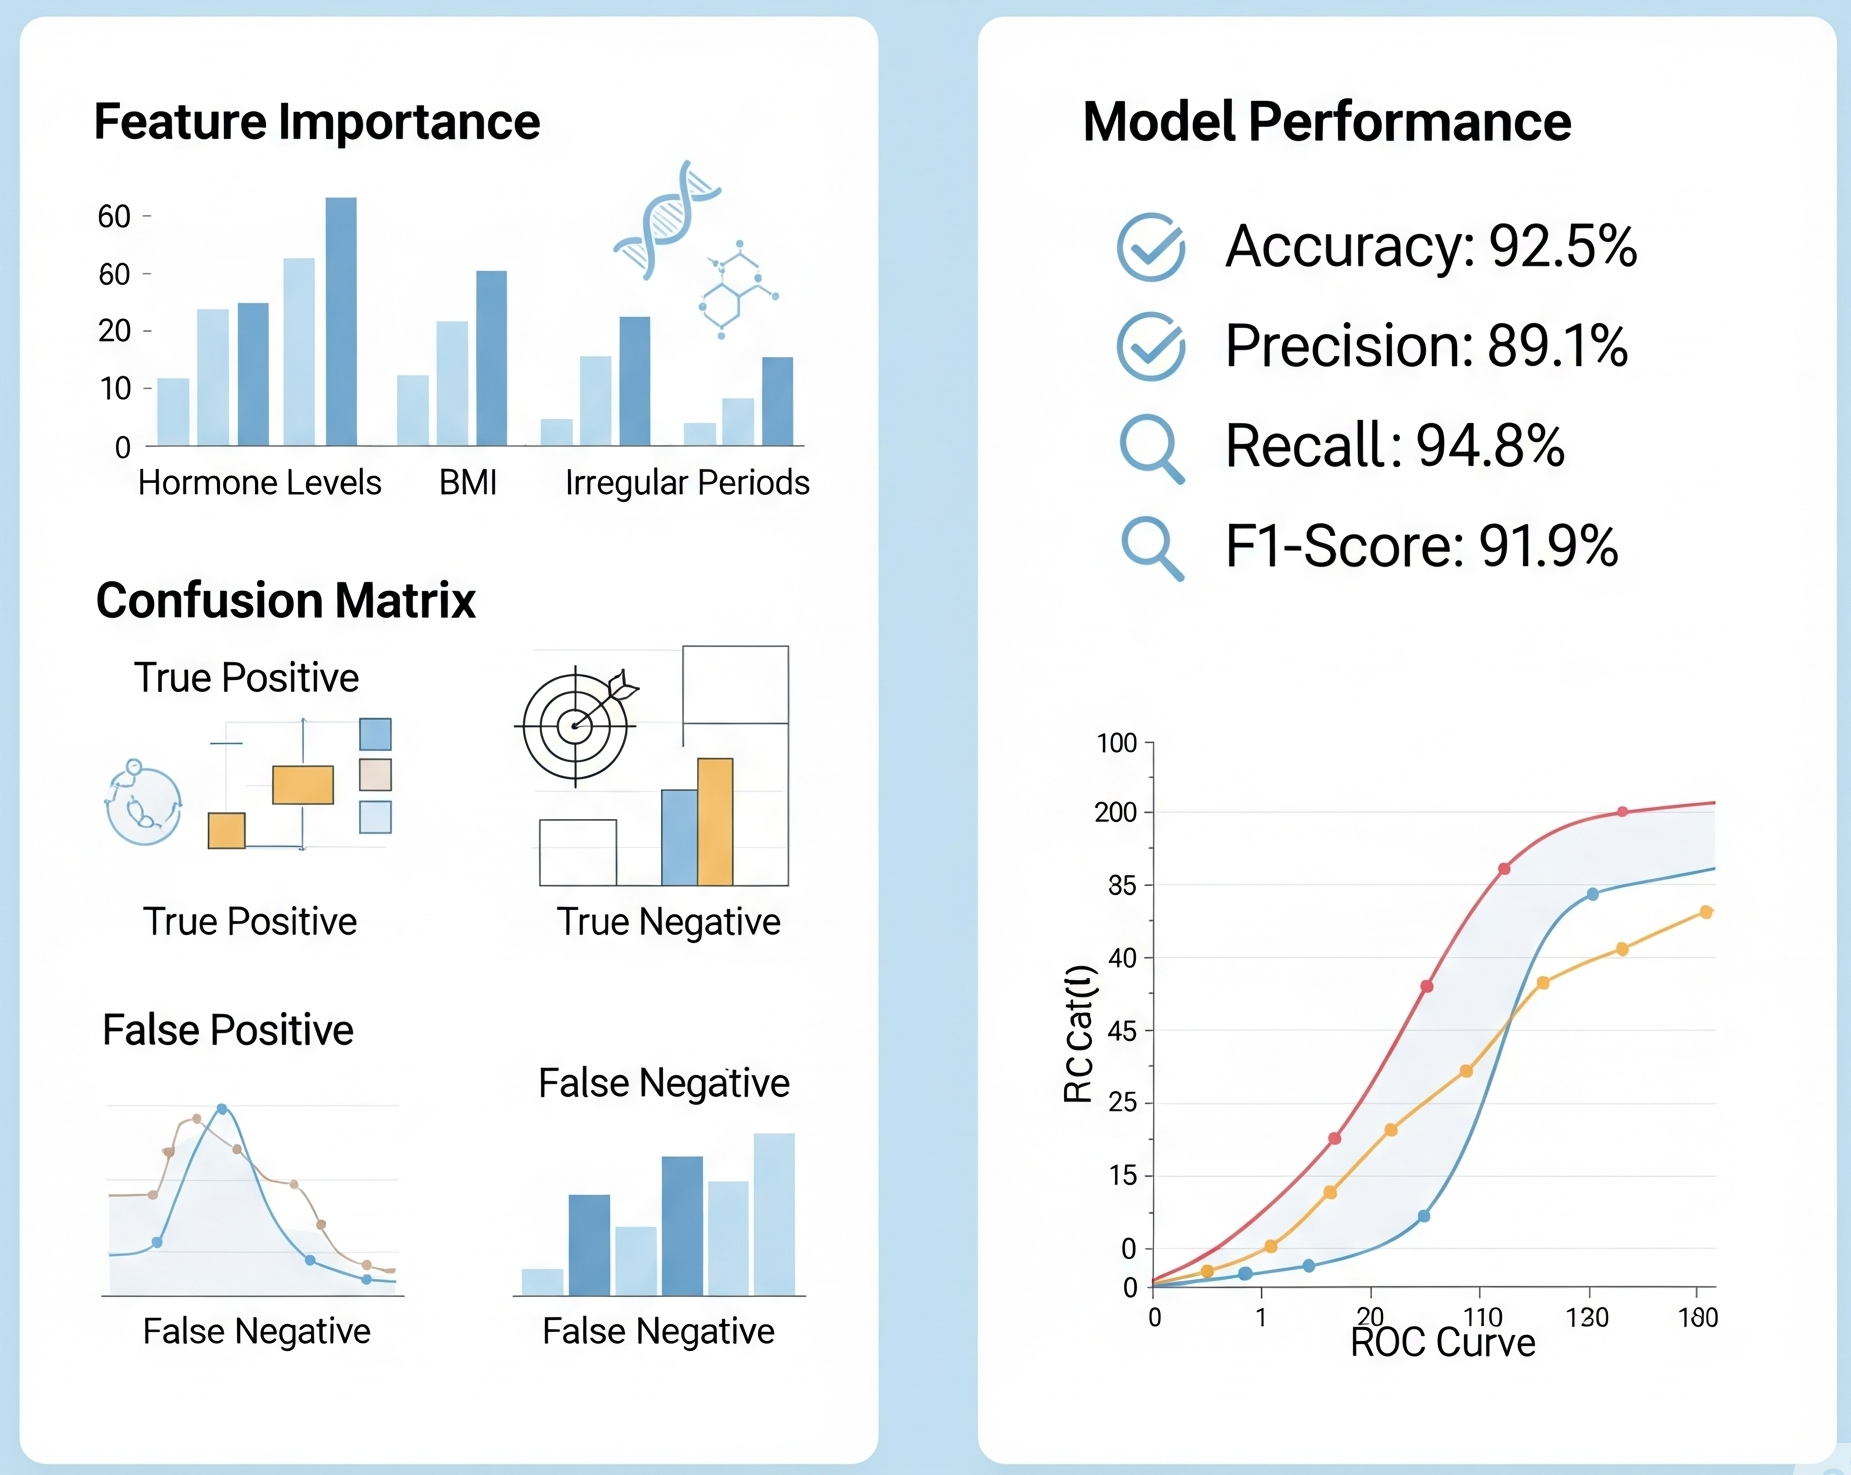 Feature Importance
60
60
20
10
0
Hormone Levels
BMI
Irregular Periods
Confusion Matrix
True Positive
True Positive
True Negative
False Positive
False Negative
False Negative
False Negative
Model Performance
Accuracy: 92.5%
Precision: 89.1%
Recall: 94.8%
F1-Score: 91.9%
100
200
85
40
45
25
15
0
0
0
1
20
110
180
ROC Curve